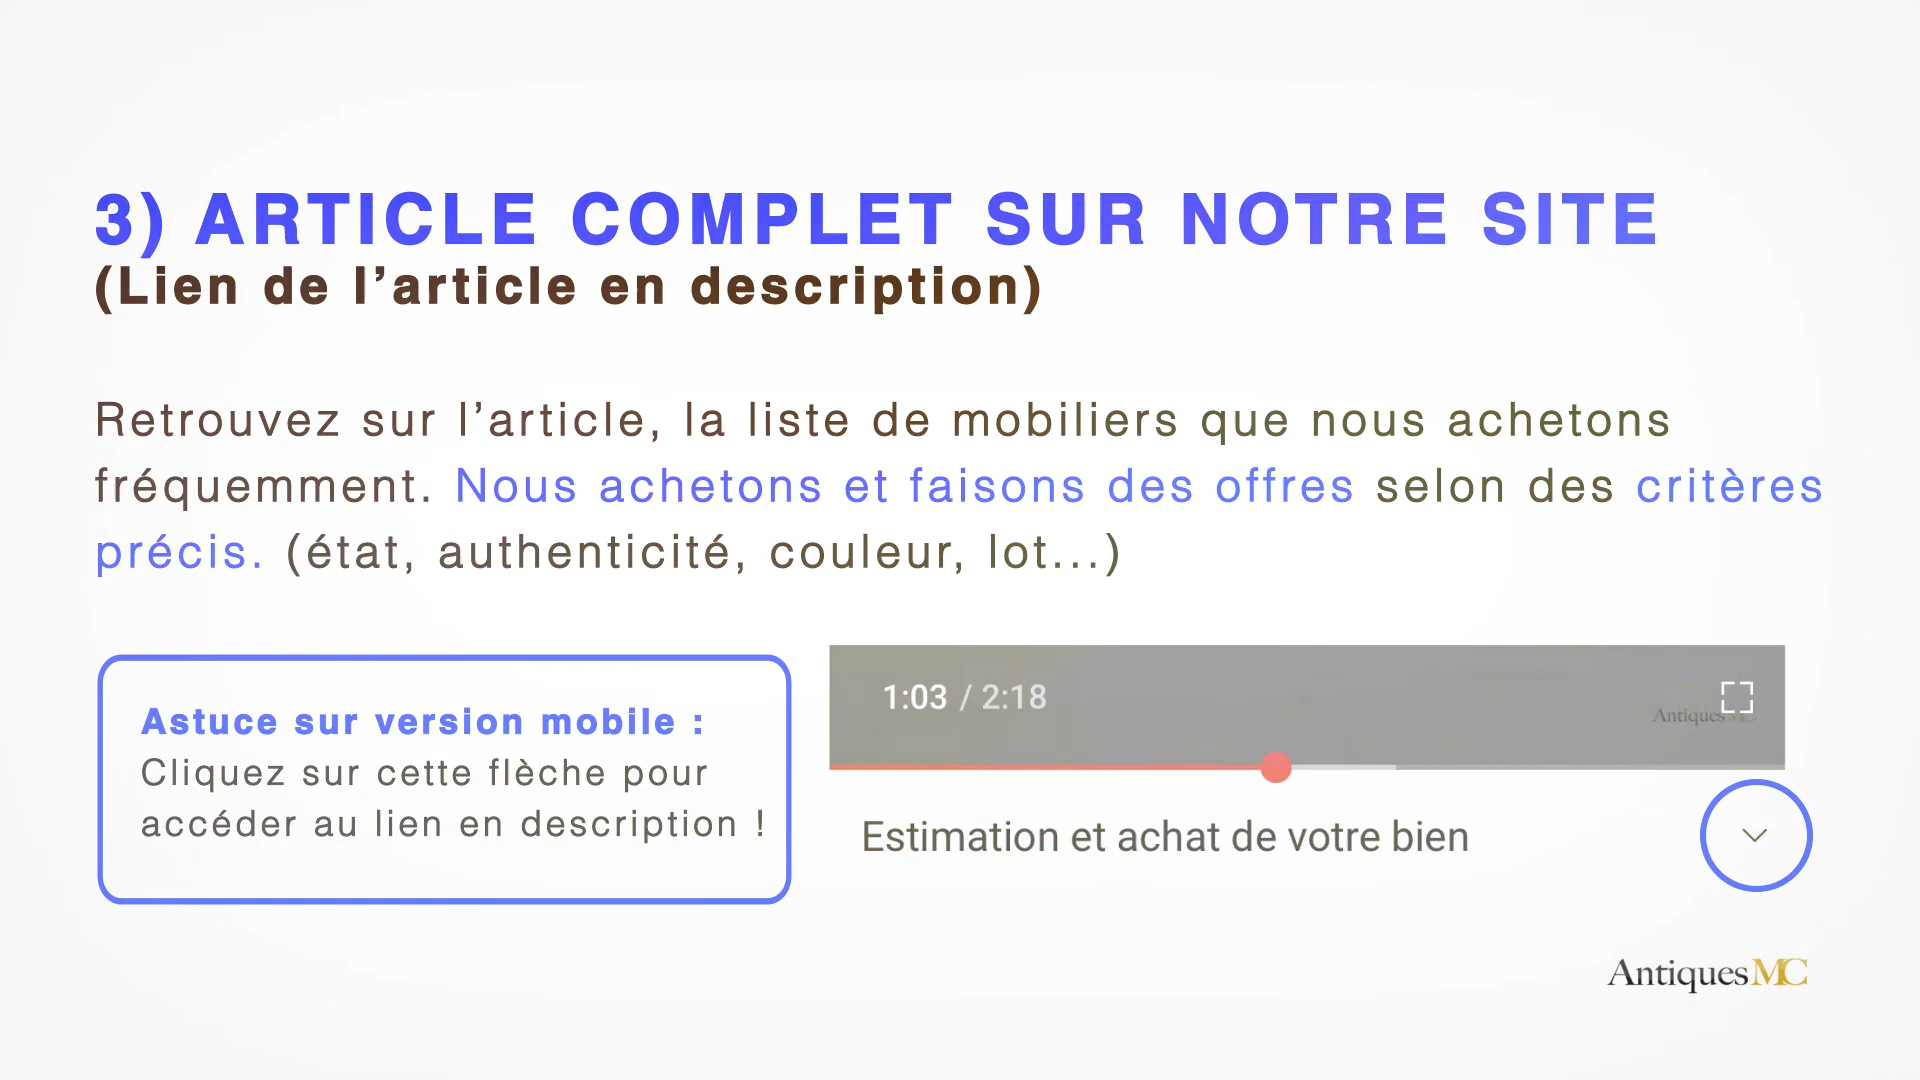 3) ARTICLE COMPLET SUR NOTRE SITE
(Lien de l’article en description)
Retrouvez sur l’article, la liste de mobiliers que nous achetons
fréquemment. Nous achetons et faisons des offres selon des critères
précis. (état, authenticité, couleur, lot...)
Astuce sur version mobile :
Cliquez sur cette flèche pour
accéder au lien en description !
1:03 / 2:18
AntiquesMC
Estimation et achat de votre bien
AntiquesMC